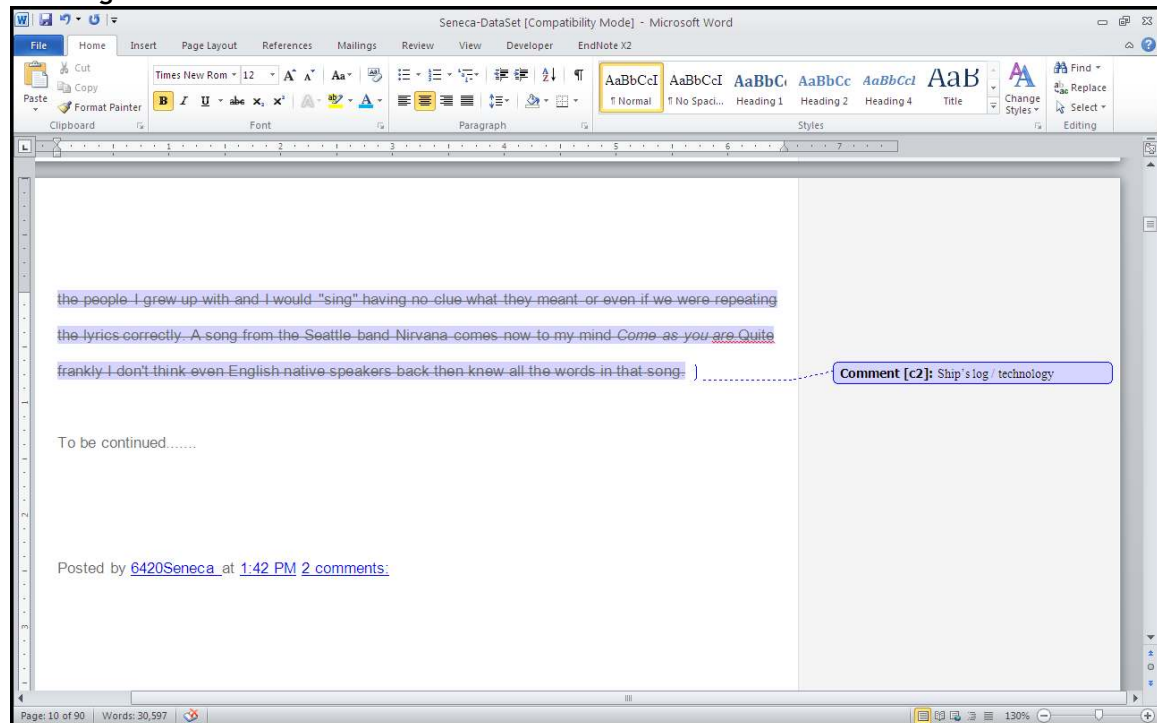 Seneca-DataSet [Compatibility Mode] - Microsoft Word
File Home Insert Page Layout References Mailings Review View Developer EndNote X2
Paste
Cut
Copy
Format Painter
Clipboard
Times New Rom 12
Font
Paragraph
AaBbCcI AaBbCcI AaBbC AaBbCc AaBbCcI AaB
¶ Normal ¶ No Spaci... Heading 1 Heading 2 Heading 4 Title
Change Styles
Styles
Find
Replace
Select
Editing
1 2 3 4 5 6 7
the people I grew up with and I would "sing" having no clue what they meant or even if we were repeating
the lyrics correctly. A song from the Seattle band Nirvana comes now to my mind Come as you are.Quite
frankly I don't think even English native speakers back then knew all the words in that song.
Comment [c2]: Ship's log / technology
To be continued.......
Posted by 6420Seneca at 1:42 PM 2 comments:
Page: 10 of 90 Words: 30,597 130%